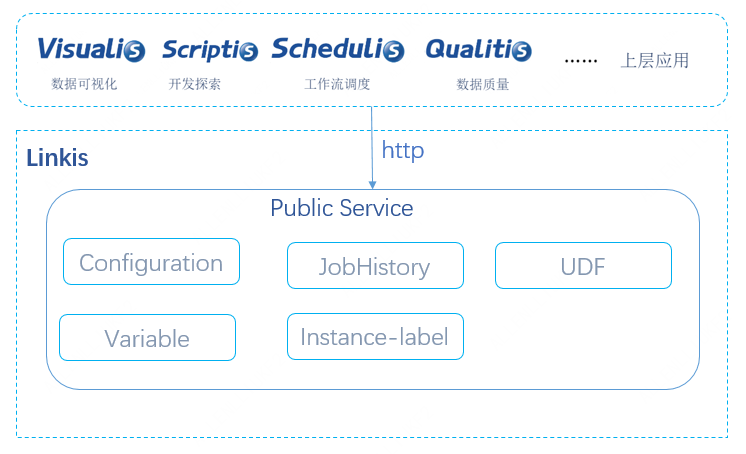 Visualis Scriptis Schedulis Qualitis
数据可视化 开发探索 工作流调度 数据质量 …… 上层应用
http
Linkis
Public Service
Configuration JobHistory UDF
Variable Instance-label